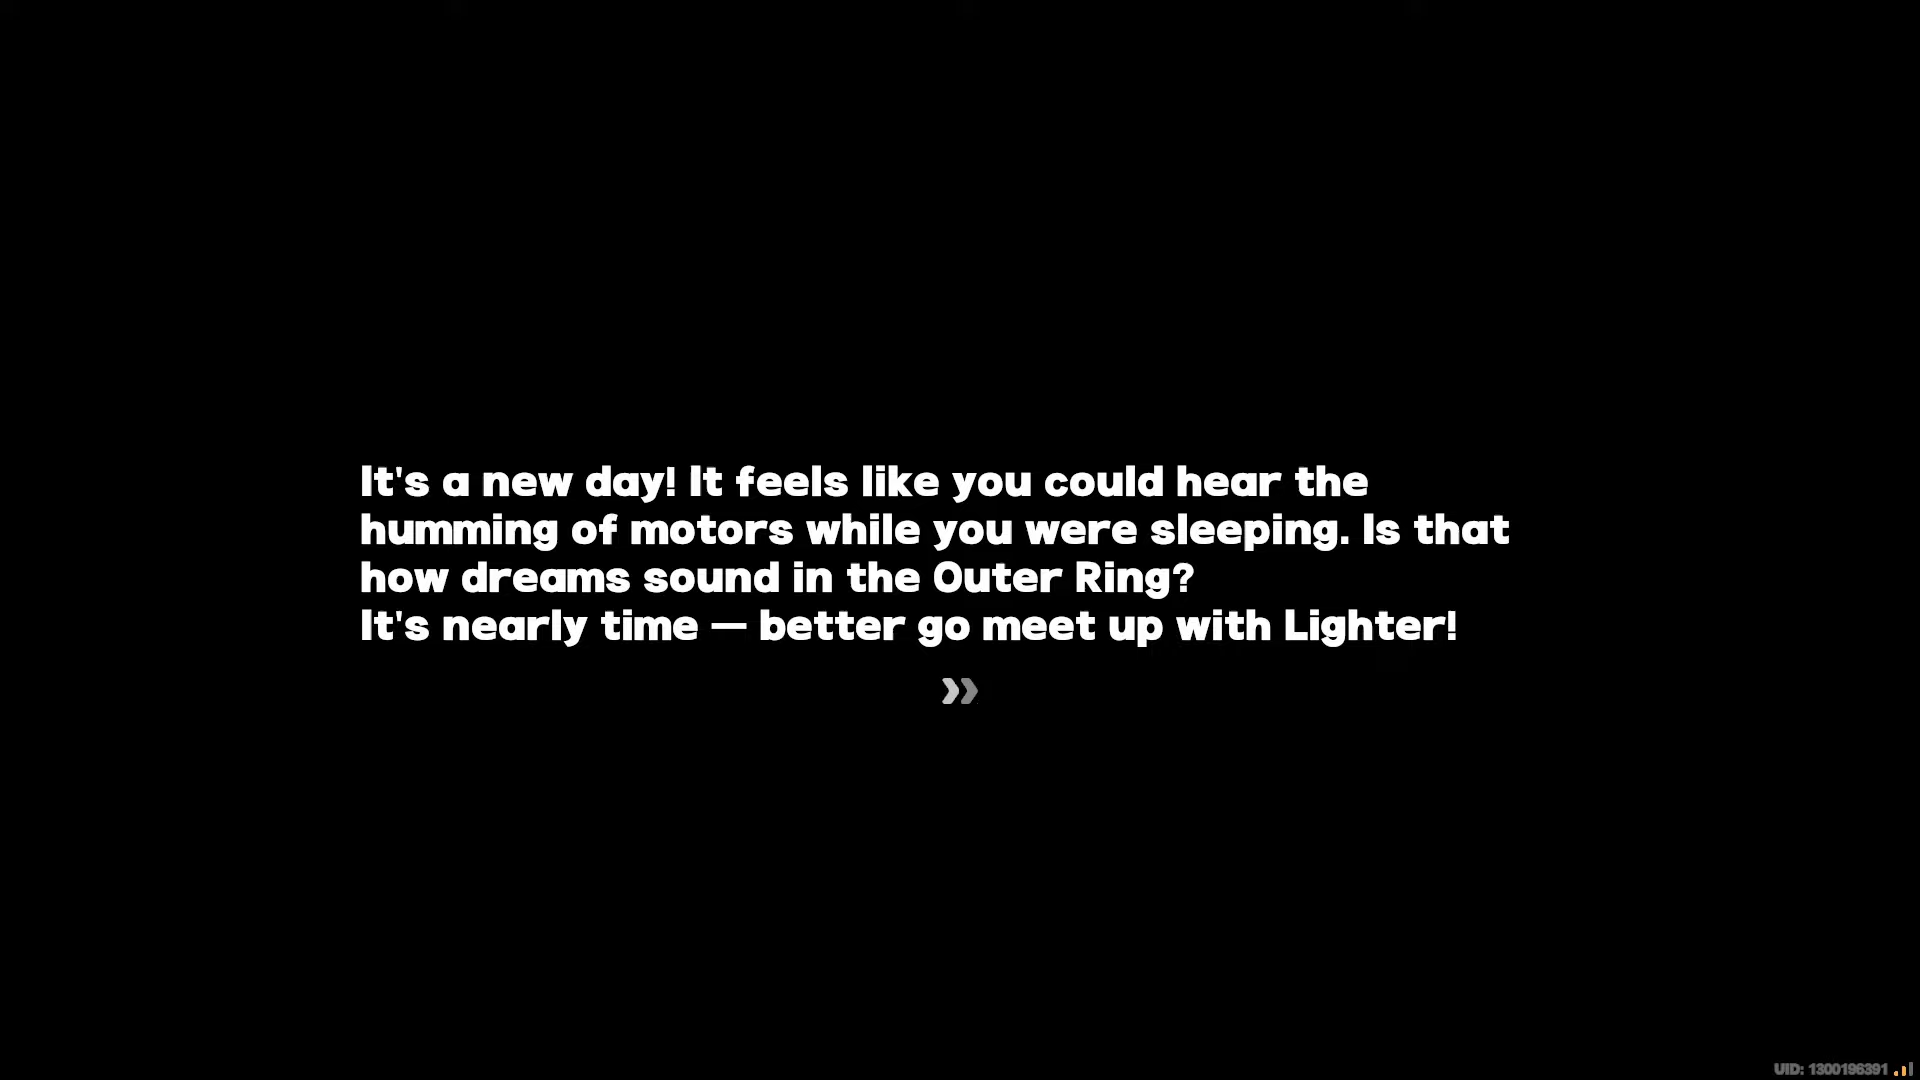 It's a new day! It feels like you could hear the
humming of motors while you were sleeping. Is that
how dreams sound in the Outer Ring?
It's nearly time — better go meet up with Lighter!
UID: 1300196391